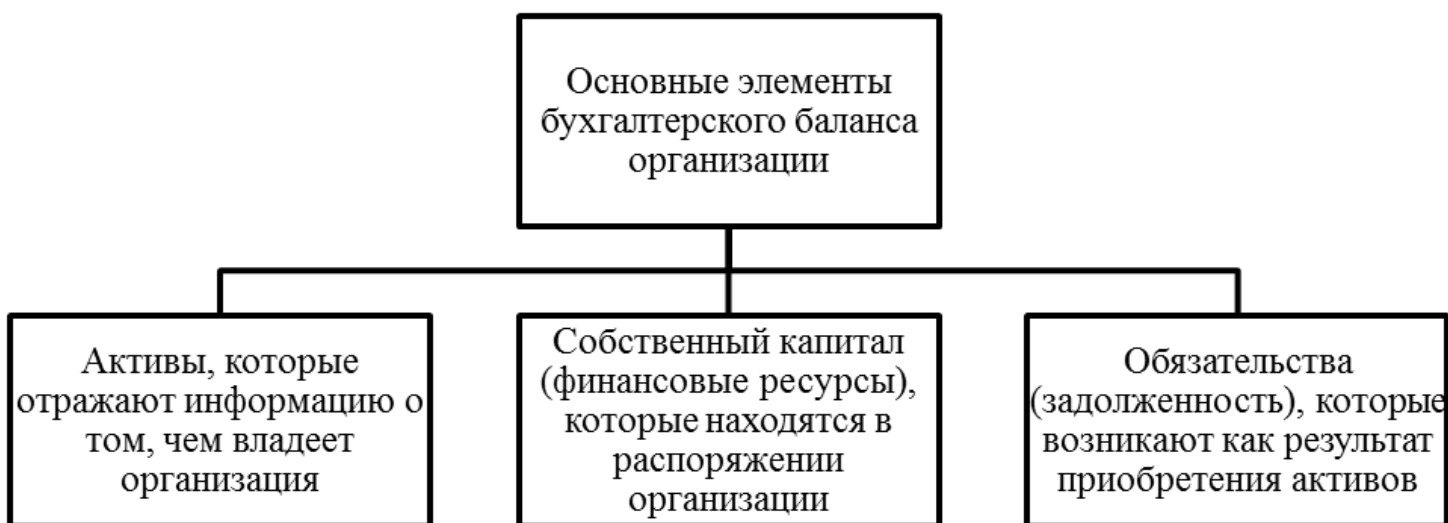 Основные элементы
бухгалтерского баланса
организации
Активы, которые
отражают информацию о
том, чем владеет
организация
Собственный капитал
(финансовые ресурсы),
которые находятся в
распоряжении
организации
Обязательства
(задолженность), которые
возникают как результат
приобретения активов